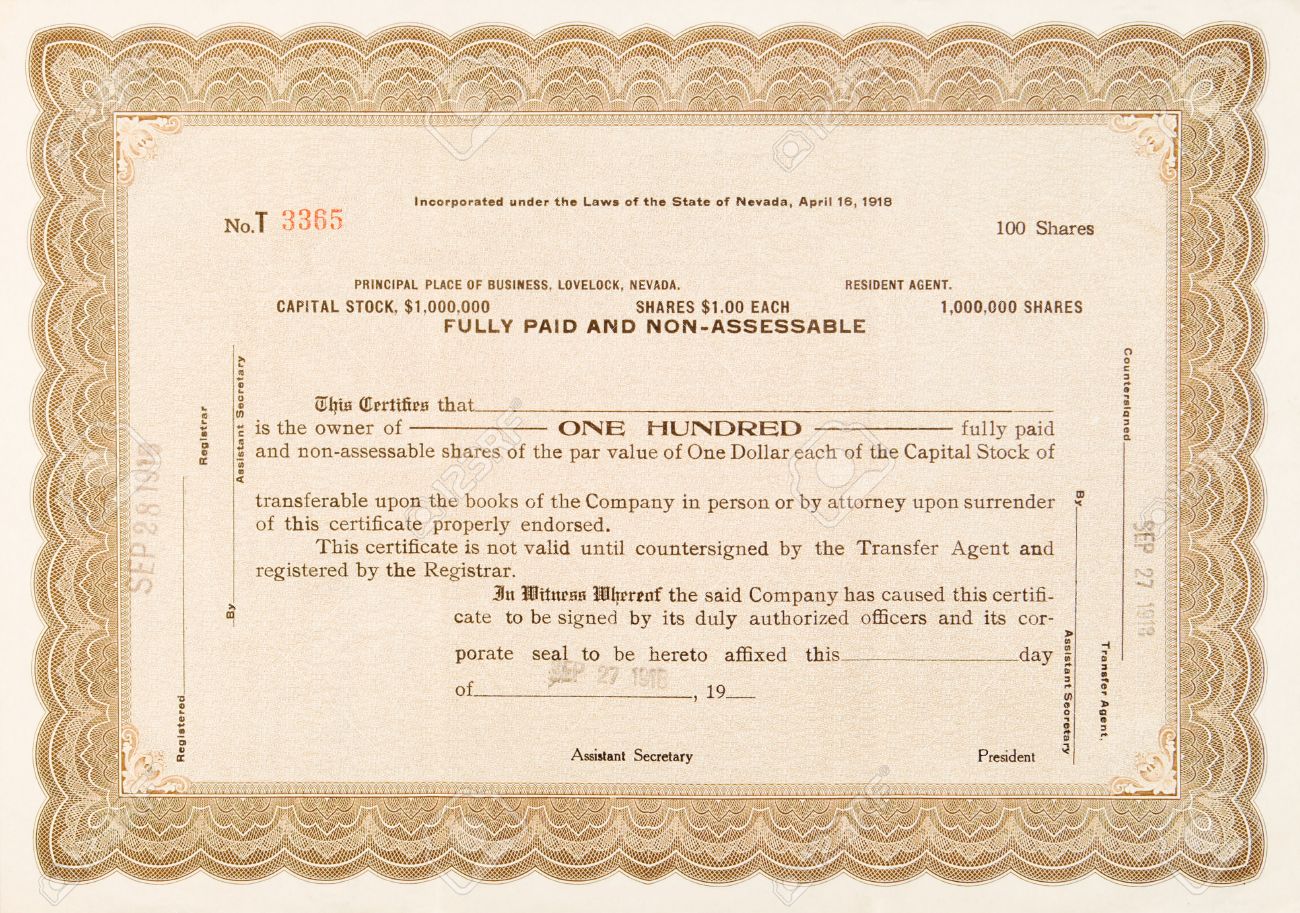 Incorporated under the Laws of the State of Nevada, April 16, 1918
No. T 3365
100 Shares
PRINCIPAL PLACE OF BUSINESS, LOVELOCK, NEVADA.
RESIDENT AGENT.
CAPITAL STOCK, $1,000,000
SHARES $1.00 EACH
1,000,000 SHARES
FULLY PAID AND NON-ASSESSABLE
This Certifies that
is the owner of ONE HUNDRED fully paid
and non-assessable shares of the par value of One Dollar each of the Capital Stock of
transferable upon the books of the Company in person or by attorney upon surrender
of this certificate properly endorsed.
This certificate is not valid until countersigned by the Transfer Agent and
registered by the Registrar.
In Witness Whereof the said Company has caused this certifi-
cate to be signed by its duly authorized officers and its cor-
porate seal to be hereto affixed this day
SEP 27 1918
of , 19
Assistant Secretary
President
SEP 28 1918
Registered
Registrar
By
Assistant Secretary
Countersigned
Transfer Agent,
By
Assistant Secretary
SEP 27 1918
123RF